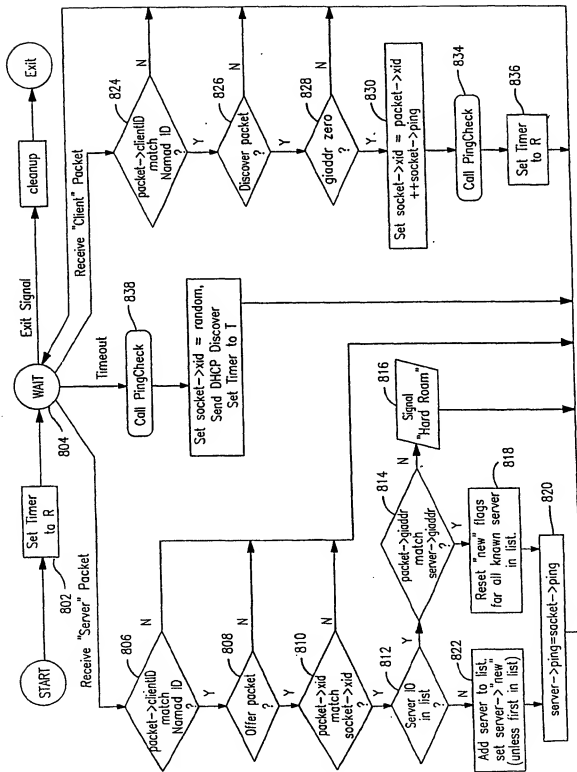 START
Set Timer
to R
802
WAIT
804
Exit Signal
cleanup
Exit
Receive "Server" Packet
Timeout
Receive "Client" Packet
806
packet->clientID
match
Namad ID
?
N
Y
808
Offer packet
?
N
Y
810
packet->xid
match
socket->xid
?
N
Y
812
Server ID
in list
?
Y
N
814
packet->giaddr
match
server->giaddr
?
N
Y
816
Signal
"Hard Roam"
818
Reset "new" flags
for all known server
in list.
822
Add server to list.
set server->"new"
(unless first in list)
820
server->ping=socket->ping
838
Call PingCheck
Set socket->xid = random,
Send DHCP Discover
Set Timer to T
824
packet->clientID
match
Namad ID
?
N
Y
826
Discover packet
?
N
Y
828
giaddr zero
?
N
Y.
830
Set socket->xid = packet->xid
++socket->ping
834
Call PingCheck
836
Set Timer
to R